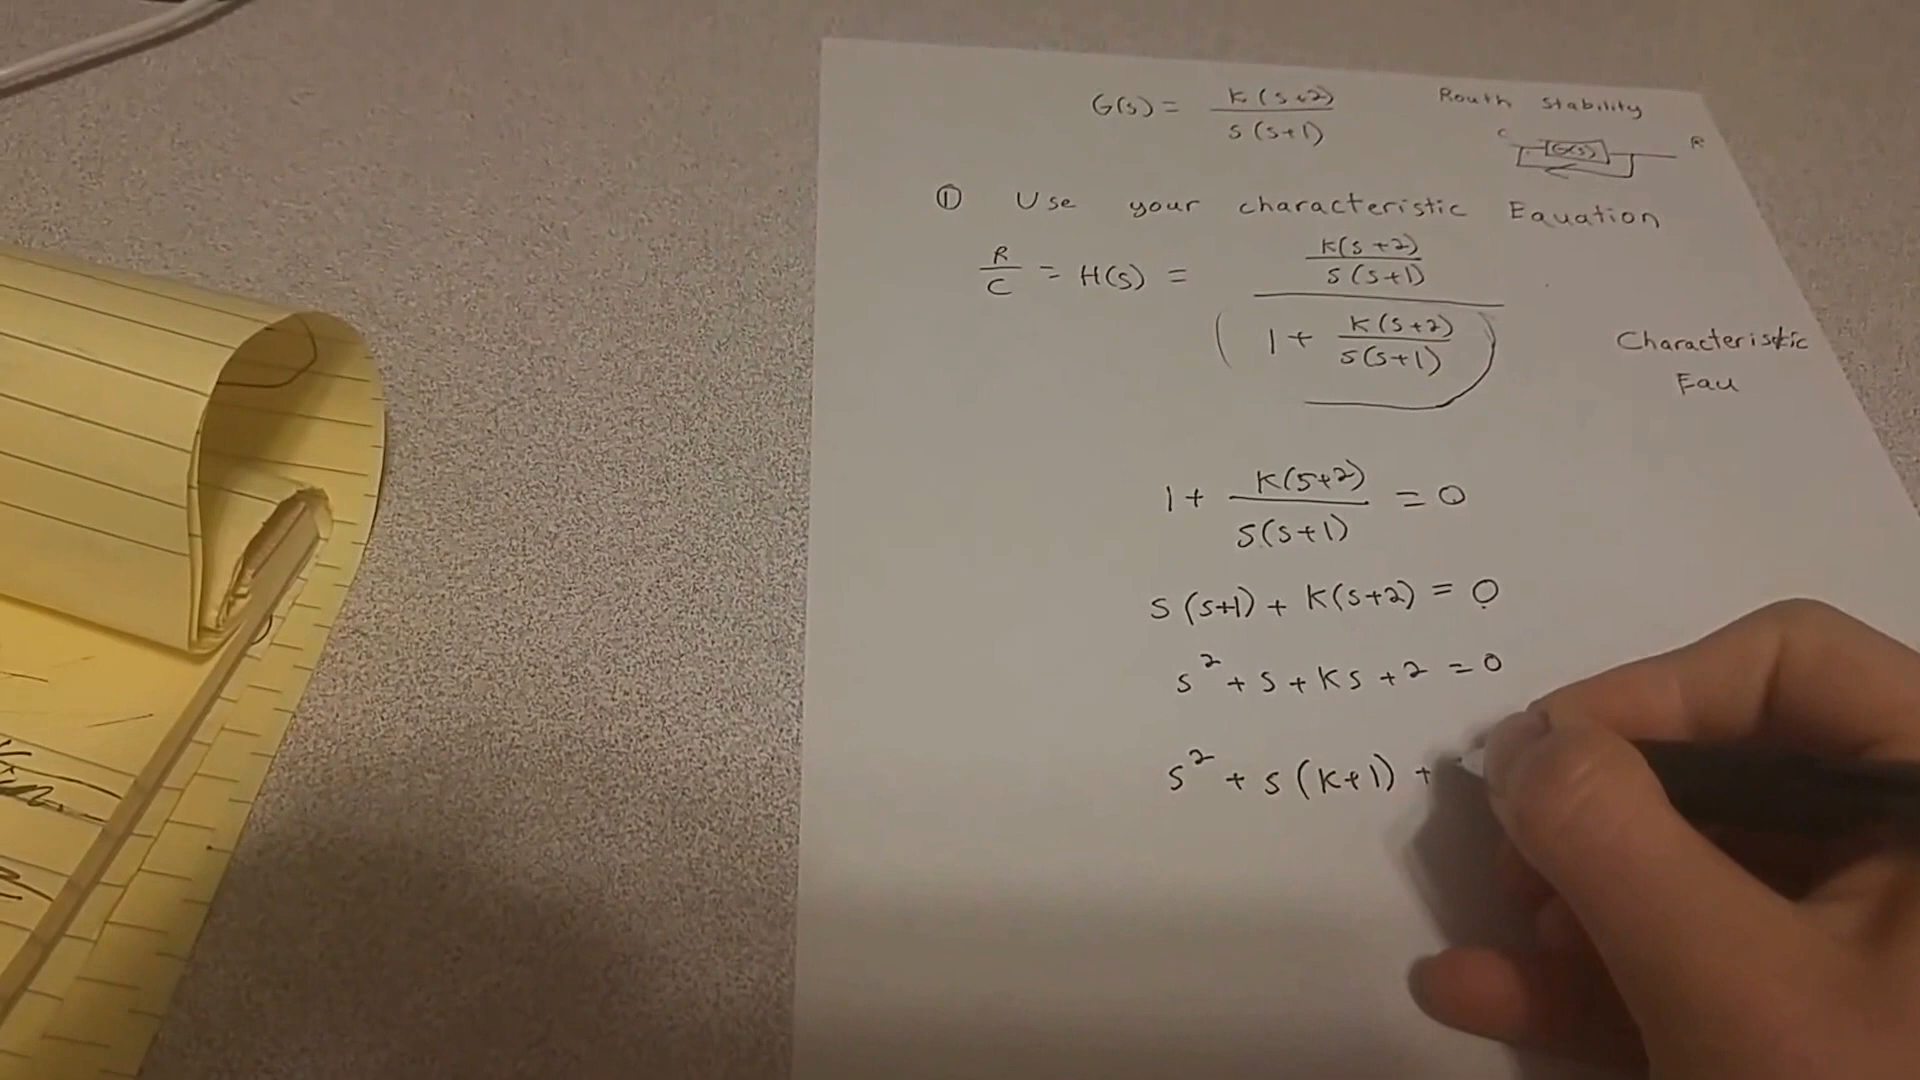 G(s) = K(s+2) / s(s+1)
Routh Stability
C G(s) R
① Use your characteristic Equation
R/C = H(s) = (K(s+2) / s(s+1)) / (1 + K(s+2) / s(s+1))
Characteristic
Equ
1 + K(s+2) / s(s+1) = 0
s(s+1) + K(s+2) = 0
s² + s + Ks + 2 = 0
s² + s(K+1) +